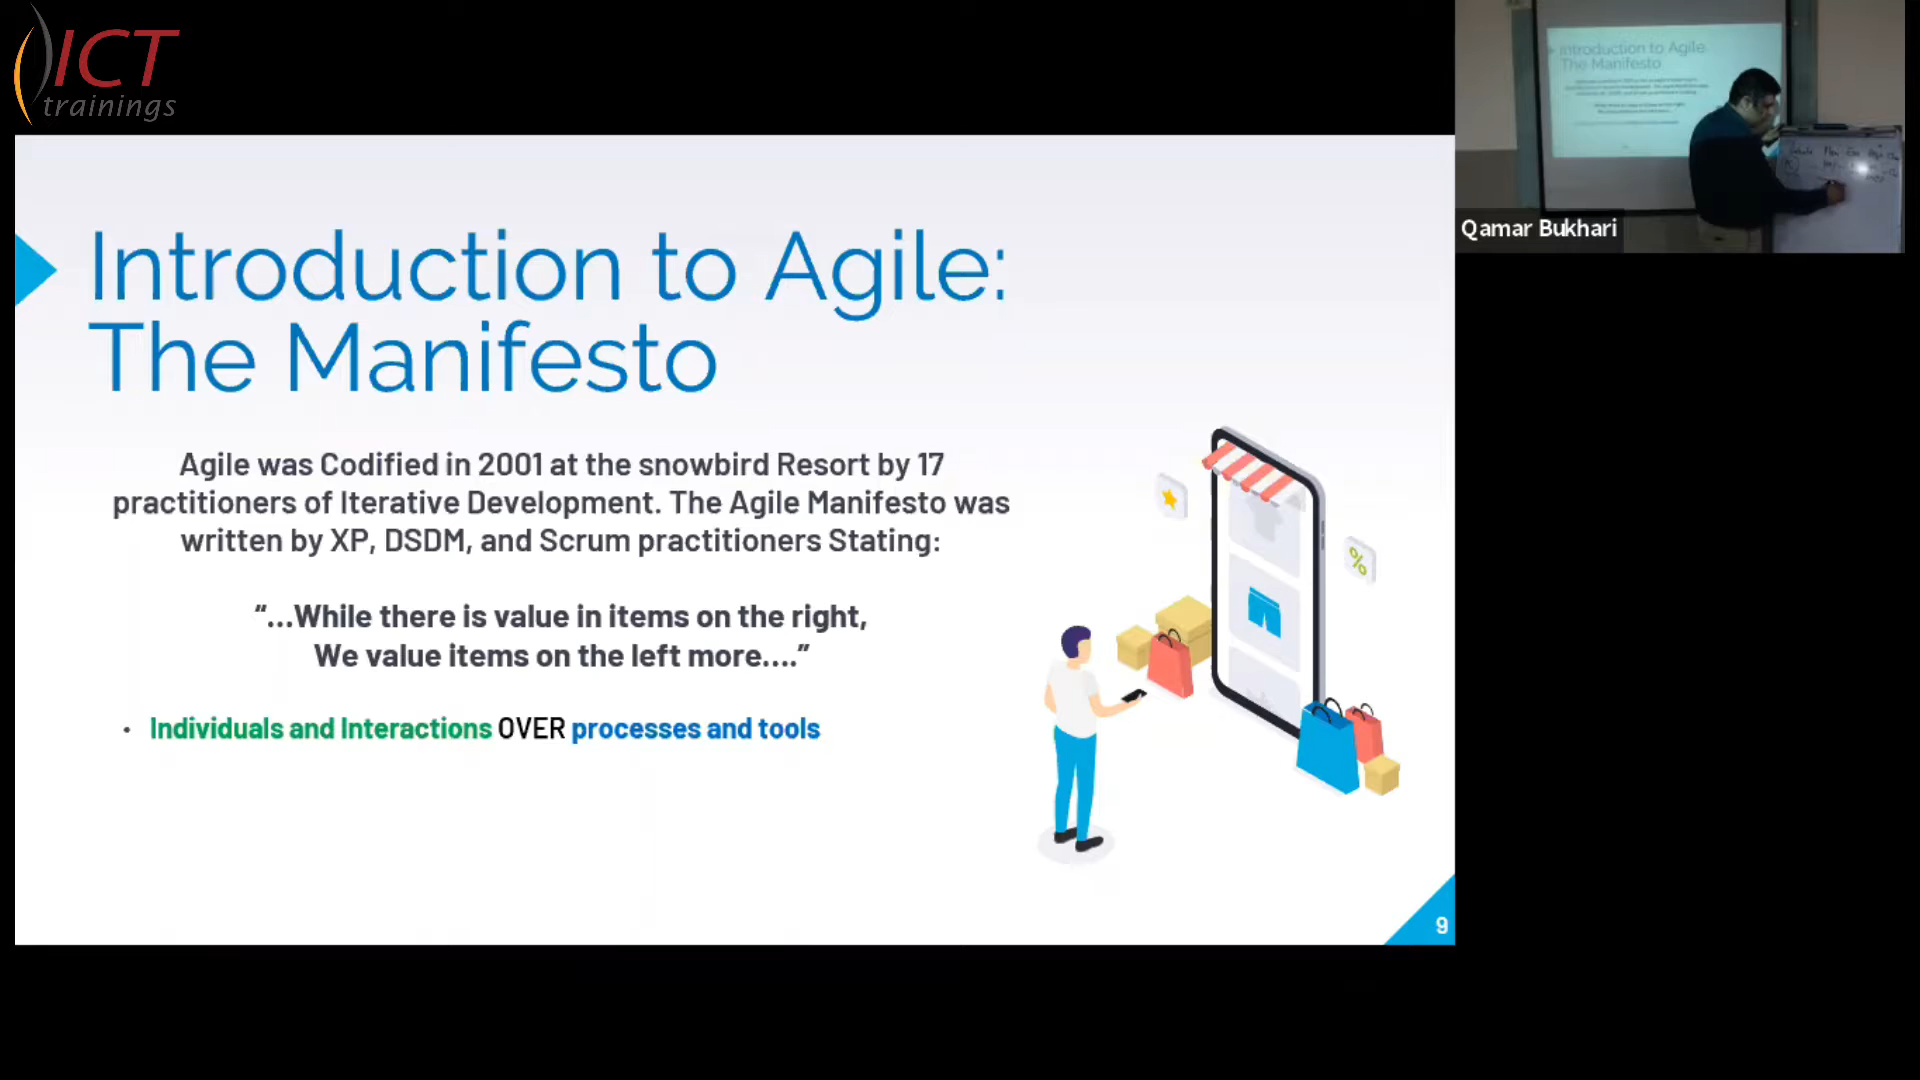 ICT
trainings
Introduction to Agile:
The Manifesto
Agile was Codified in 2001 at the snowbird Resort by 17
practitioners of Iterative Development. The Agile Manifesto was
written by XP, DSDM, and Scrum practitioners Stating:
“...While there is value in items on the right,
We value items on the left more....”
• Individuals and Interactions OVER processes and tools
9
Introduction to Agile:
The Manifesto
Qamar Bukhari